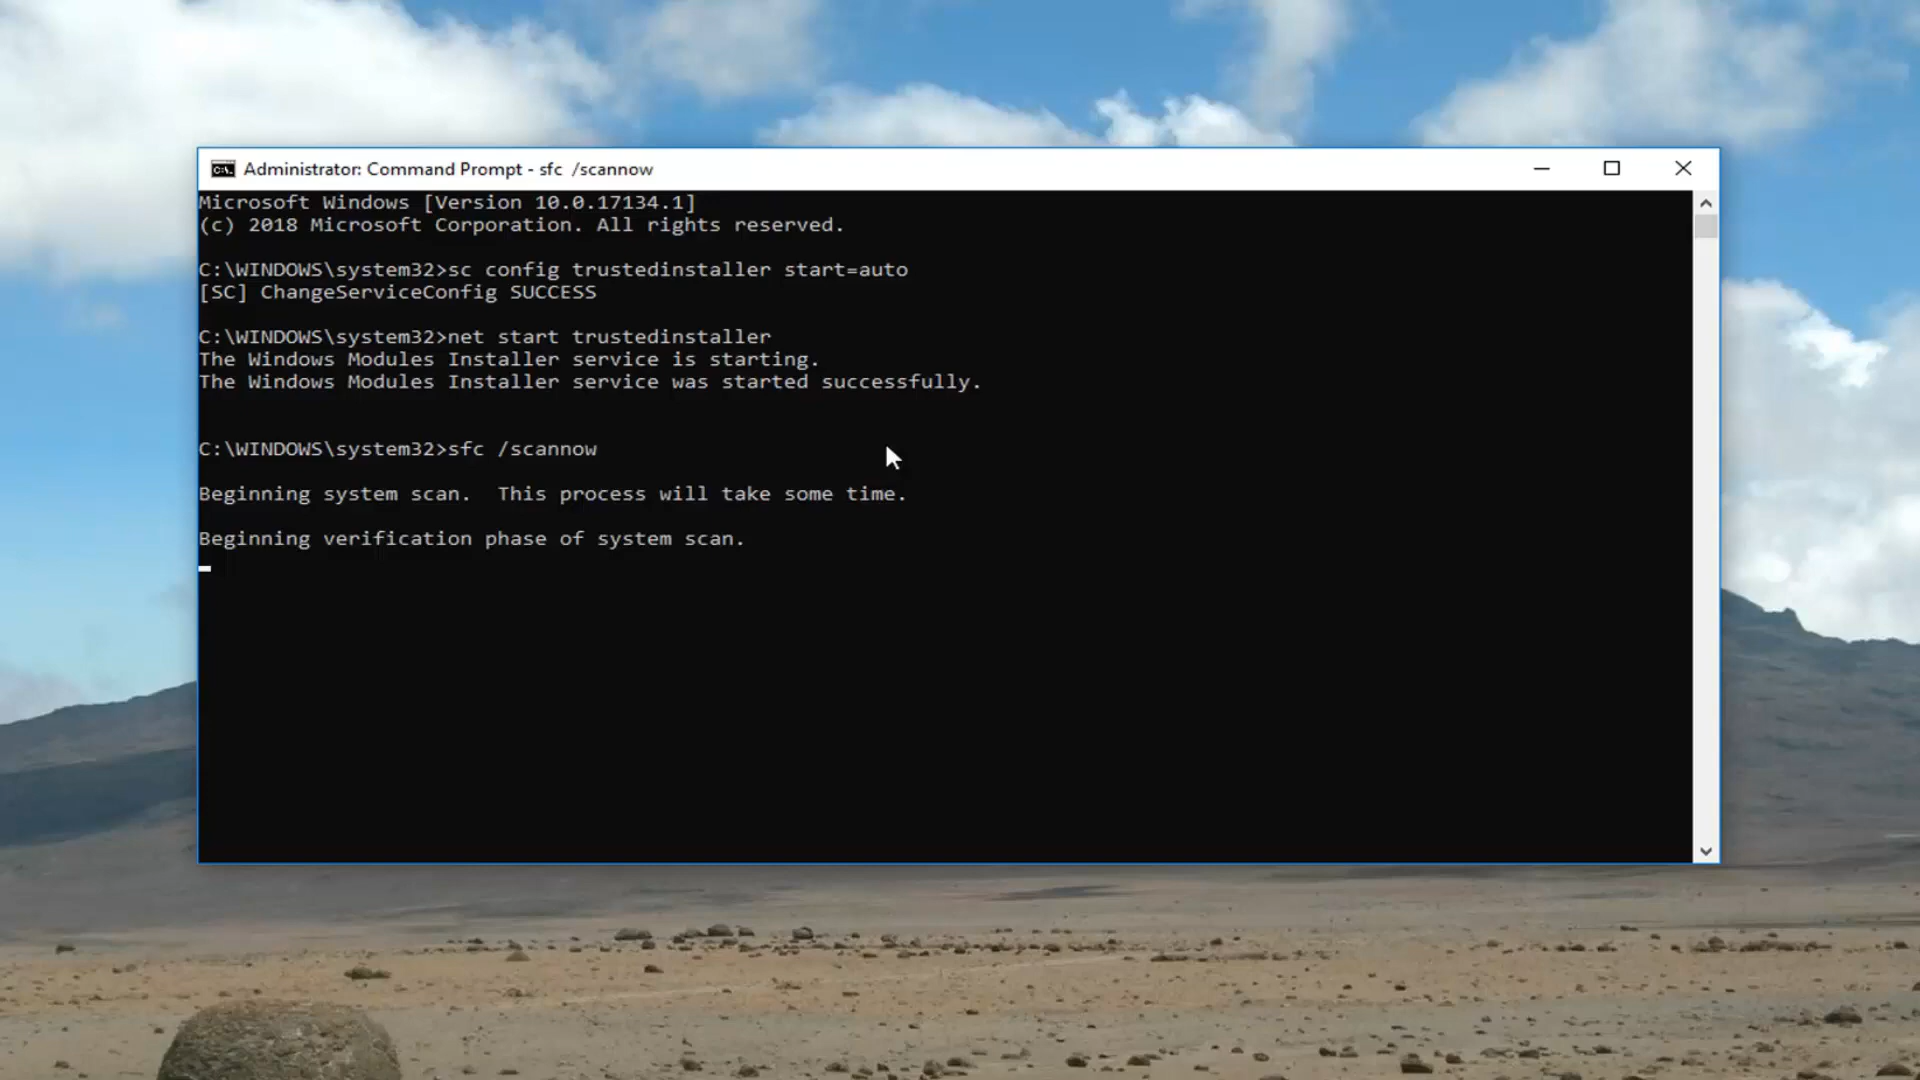 Administrator: Command Prompt - sfc  /scannow
Microsoft Windows [Version 10.0.17134.1]
(c) 2018 Microsoft Corporation. All rights reserved.
C:\WINDOWS\system32>sc config trustedinstaller start=auto
[SC] ChangeServiceConfig SUCCESS
C:\WINDOWS\system32>net start trustedinstaller
The Windows Modules Installer service is starting.
The Windows Modules Installer service was started successfully.
C:\WINDOWS\system32>sfc /scannow
Beginning system scan.  This process will take some time.
Beginning verification phase of system scan.